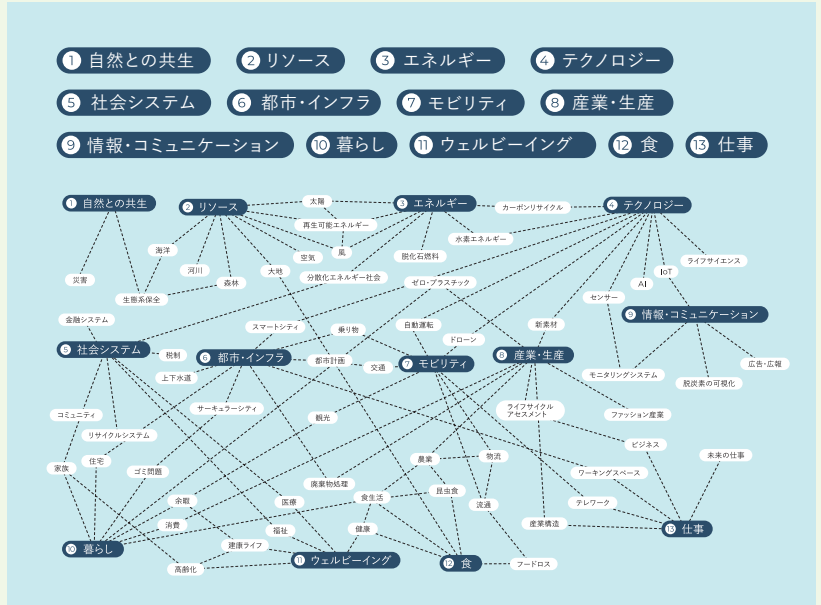 1 自然との共生 2 リソース 3 エネルギー 4 テクノロジー
5 社会システム 6 都市・インフラ 7 モビリティ 8 産業・生産
9 情報・コミュニケーション 10 暮らし 11 ウェルビーイング 12 食 13 仕事
1 自然との共生
2 リソース
太陽
3 エネルギー
カーボンリサイクル
4 テクノロジー
再生可能エネルギー
水素エネルギー
海洋
空気
風
脱化石燃料
ライフサイエンス
災害
河川
森林
大地
分散化エネルギー社会
ゼロ・プラスチック
AI
IoT
生態系保全
センサー
金融システム
スマートシティ
乗り物
自動運転
ドローン
新素材
9 情報・コミュニケーション
5 社会システム
税制
6 都市・インフラ
都市計画
交通
7 モビリティ
8 産業・生産
広告・広報
上下水道
モニタリングシステム
脱炭素の可視化
コミュニティ
サーキュラーシティ
観光
ライフサイクル
アセスメント
ファッション産業
リサイクルシステム
ビジネス
家族
住宅
ゴミ問題
農業
物流
未来の仕事
廃棄物処理
昆虫食
ワーキングスペース
余暇
医療
食生活
流通
テレワーク
消費
福祉
健康
産業構造
13 仕事
10 暮らし
建康ライフ
11 ウェルビーイング
12 食
フードロス
高齢化